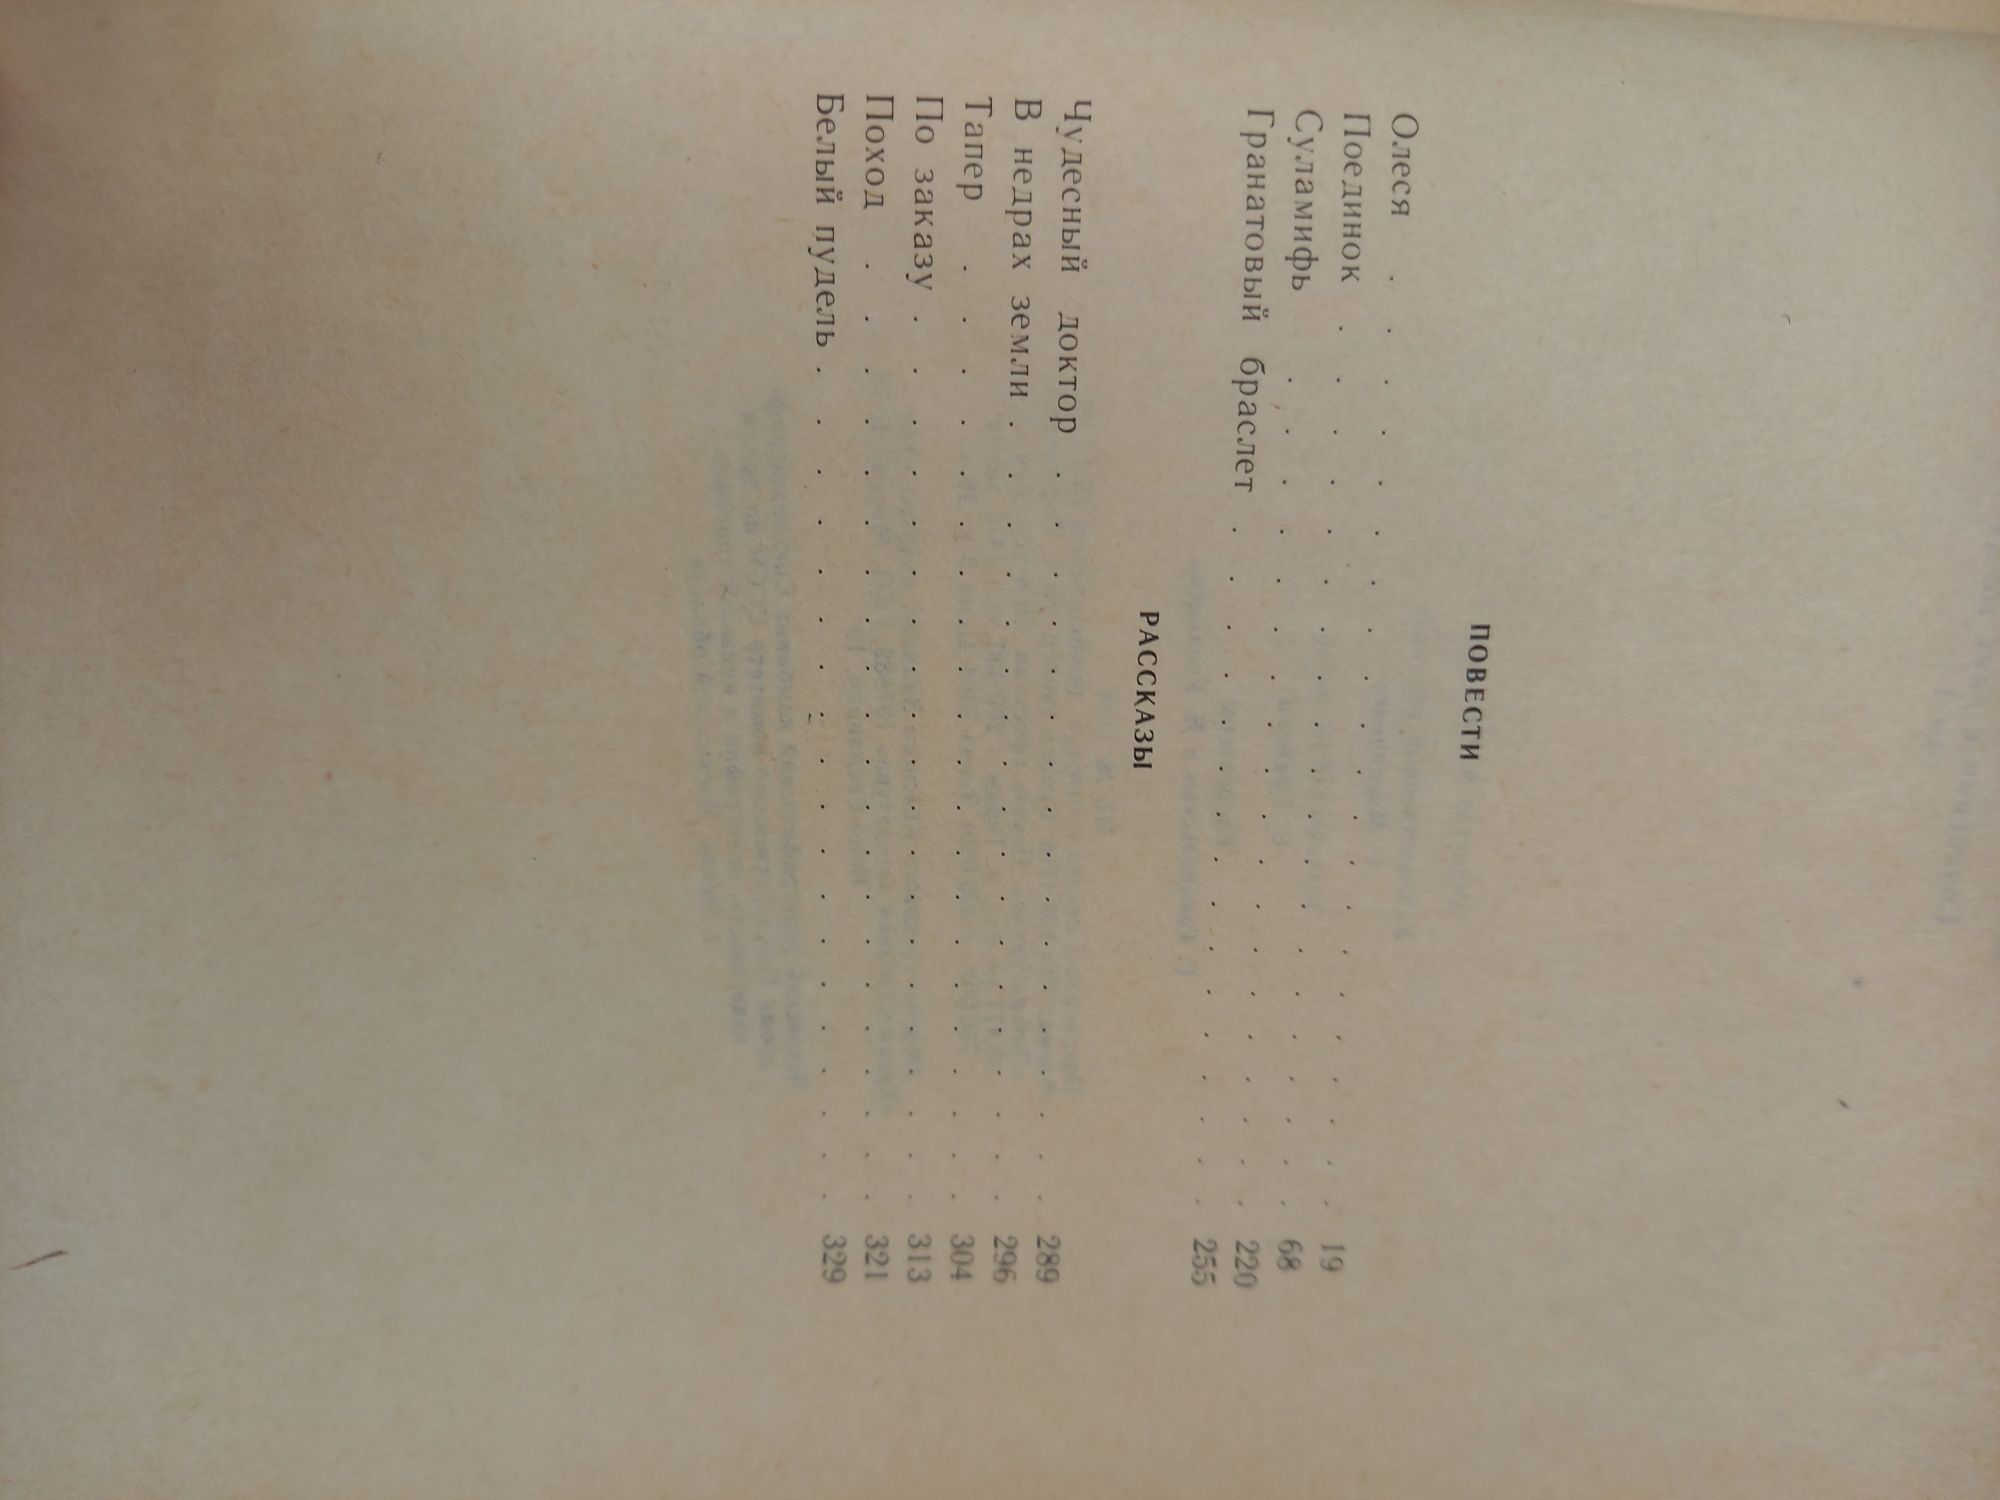 ПОВЕСТИ
Олеся . . . . . . . . . . . . . . . . . . . . 19
Поединок . . . . . . . . . . . . . . . . . . . 68
Суламифь . . . . . . . . . . . . . . . . . . 220
Гранатовый браслет . . . . . . . . . . . . . . . 255
РАССКАЗЫ
Чудесный доктор . . . . . . . . . . . . . . . . 289
В недрах земли . . . . . . . . . . . . . . . . . 296
Тапер . . . . . . . . . . . . . . . . . . . . 304
По заказу . . . . . . . . . . . . . . . . . . . 313
Поход . . . . . . . . . . . . . . . . . . . . 321
Белый пудель . . . . . . . . . . . . . . . . . . 329